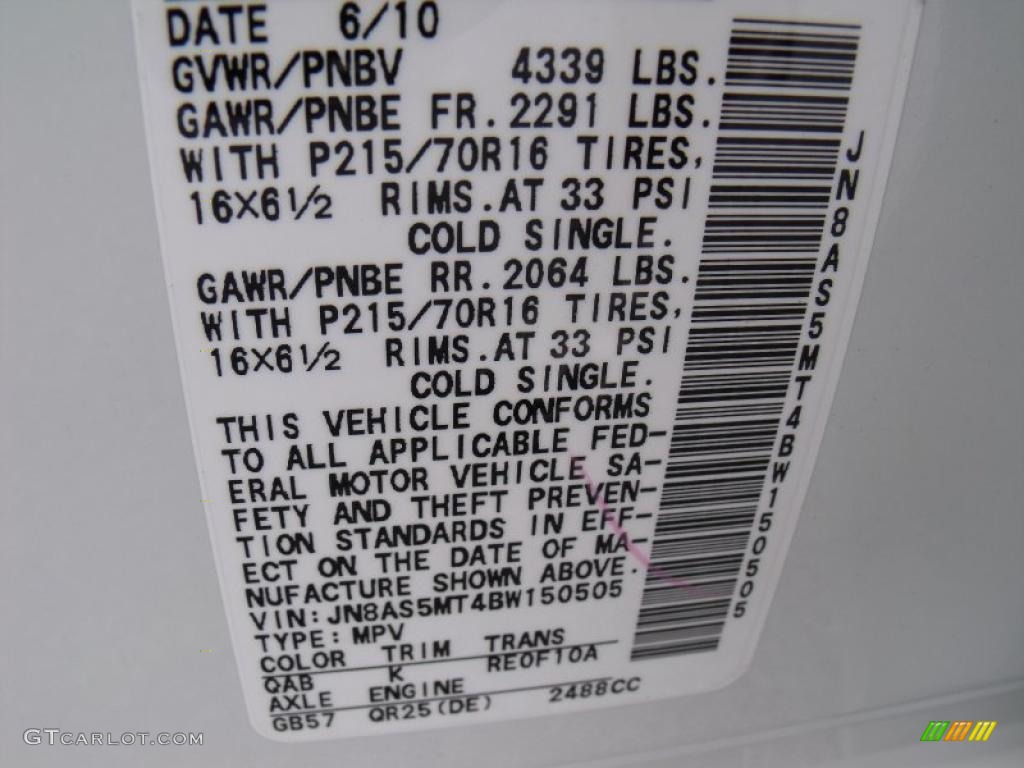 DATE 6/10
GVWR/PNBV 4339 LBS.
GAWR/PNBE FR. 2291 LBS.
WITH P215/70R16 TIRES,
16X6 1/2 RIMS. AT 33 PSI
COLD SINGLE.
GAWR/PNBE RR. 2064 LBS.
WITH P215/70R16 TIRES,
16X6 1/2 RIMS. AT 33 PSI
COLD SINGLE.
THIS VEHICLE CONFORMS
TO ALL APPLICABLE FED-
ERAL MOTOR VEHICLE SA-
FETY AND THEFT PREVEN-
TION STANDARDS IN EFF-
ECT ON THE DATE OF MA-
NUFACTURE SHOWN ABOVE.
VIN: JN8AS5MT4BW150505
TYPE: MPV
COLOR TRIM TRANS
QAB K RE0F10A
AXLE ENGINE
GB57 QR25(DE) 2488CC
JN8AS5MT4BW150505
GTCARLOT.COM